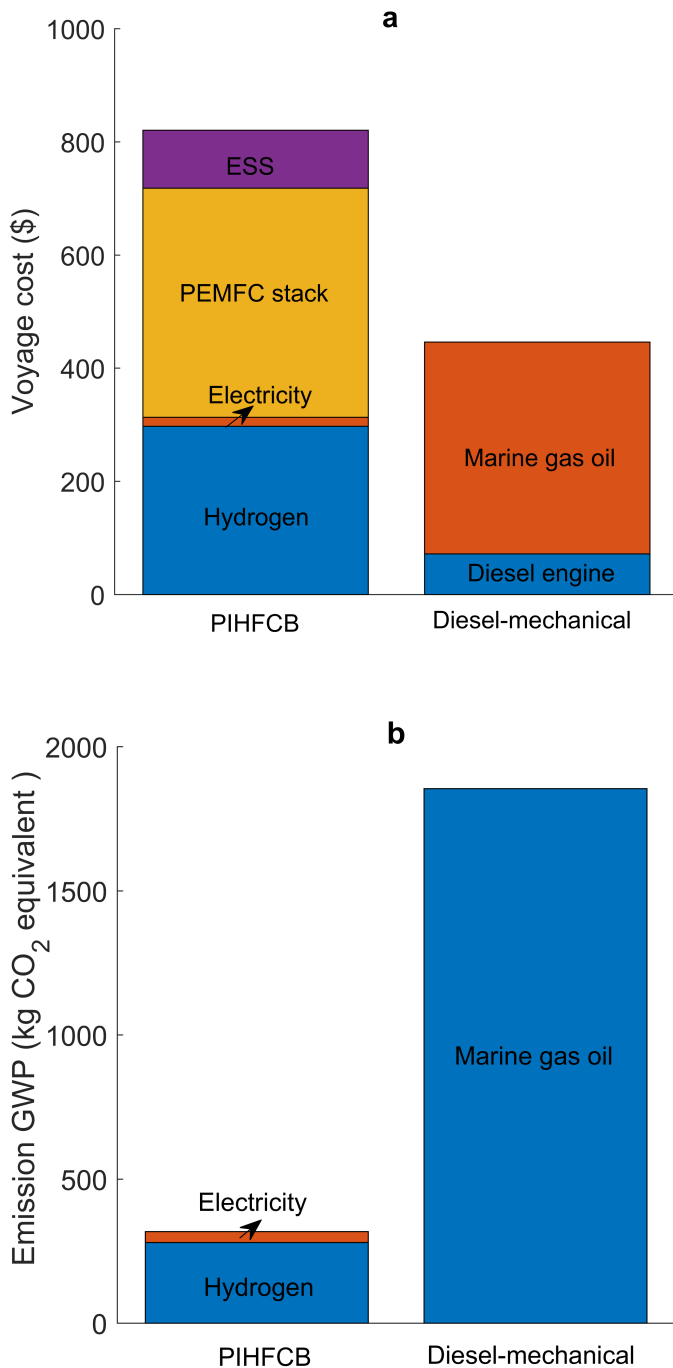 a
1000
800
600
400
200
0
Voyage cost ($)
ESS
PEMFC stack
Electricity
Hydrogen
Marine gas oil
Diesel engine
PIHFCB
Diesel-mechanical
b
2000
1500
1000
500
0
Emission GWP (kg CO₂ equivalent )
Marine gas oil
Electricity
Hydrogen
PIHFCB
Diesel-mechanical